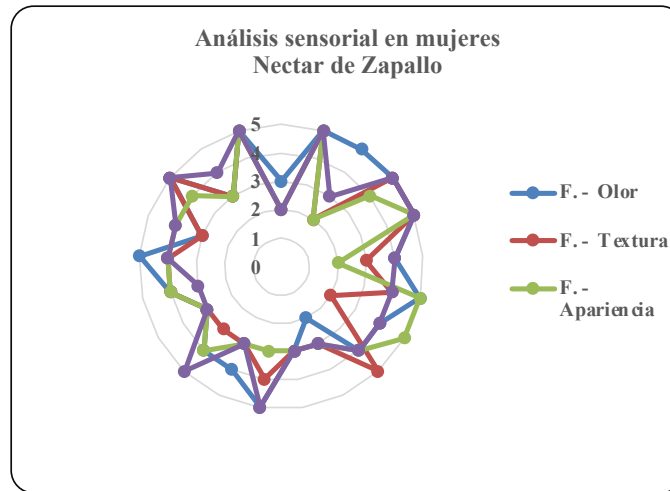 Análisis sensorial en mujeres
Nectar de Zapallo
5
4
3
2
1
0
F. - Olor
F. - Textura
F. -
Apariencia